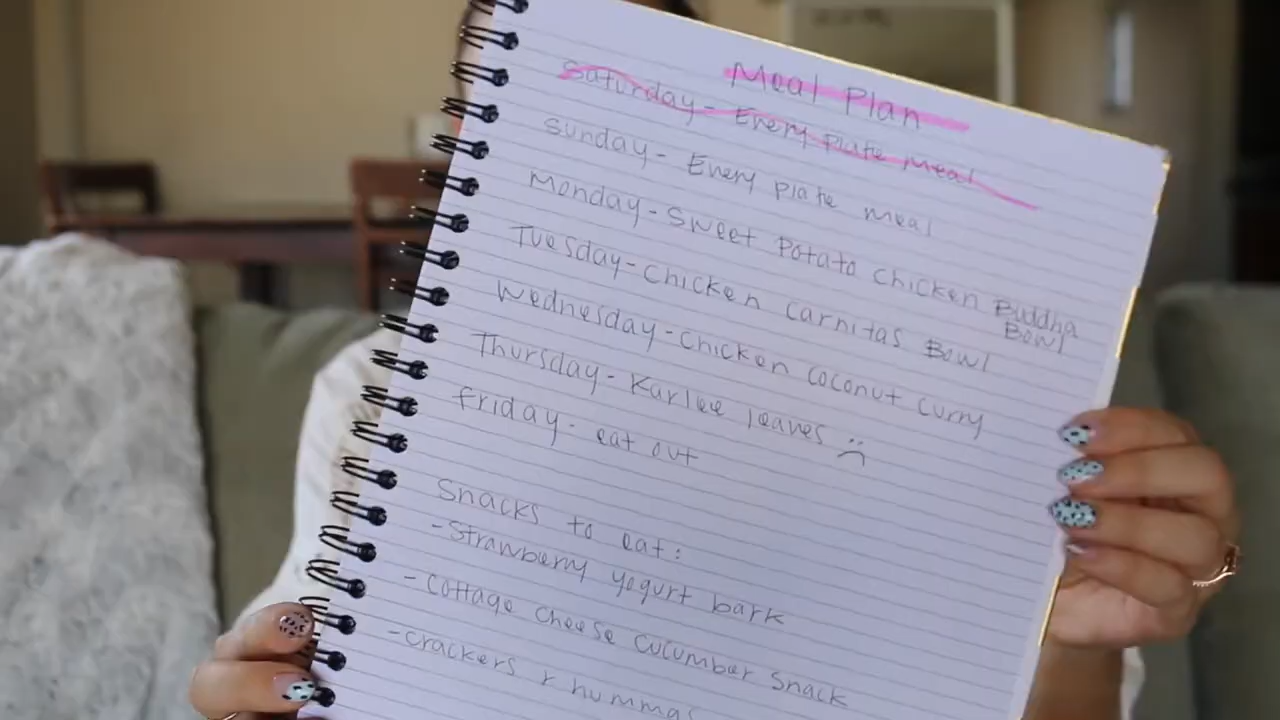 Meal Plan
Saturday - Every plate meal
Sunday - Every plate meal
Monday - Sweet Potato chicken Buddha
Bowl
Tuesday - Chicken Carnitas Bowl
Wednesday - Chicken coconut curry
Thursday - Karlee leaves :(
Friday - eat out
Snacks to eat:
- Strawberry yogurt bark
- Cottage cheese cucumber snack
- crackers & hummas